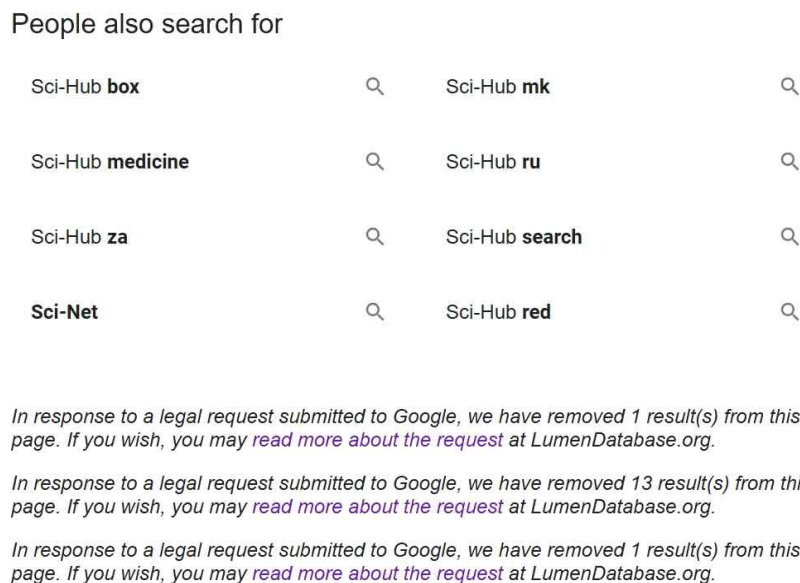 People also search for
Sci-Hub box
Sci-Hub mk
Sci-Hub medicine
Sci-Hub ru
Sci-Hub za
Sci-Hub search
Sci-Net
Sci-Hub red
In response to a legal request submitted to Google, we have removed 1 result(s) from this
page. If you wish, you may read more about the request at LumenDatabase.org.
In response to a legal request submitted to Google, we have removed 13 result(s) from thi
page. If you wish, you may read more about the request at LumenDatabase.org.
In response to a legal request submitted to Google, we have removed 1 result(s) from this
page. If you wish, you may read more about the request at LumenDatabase.org.